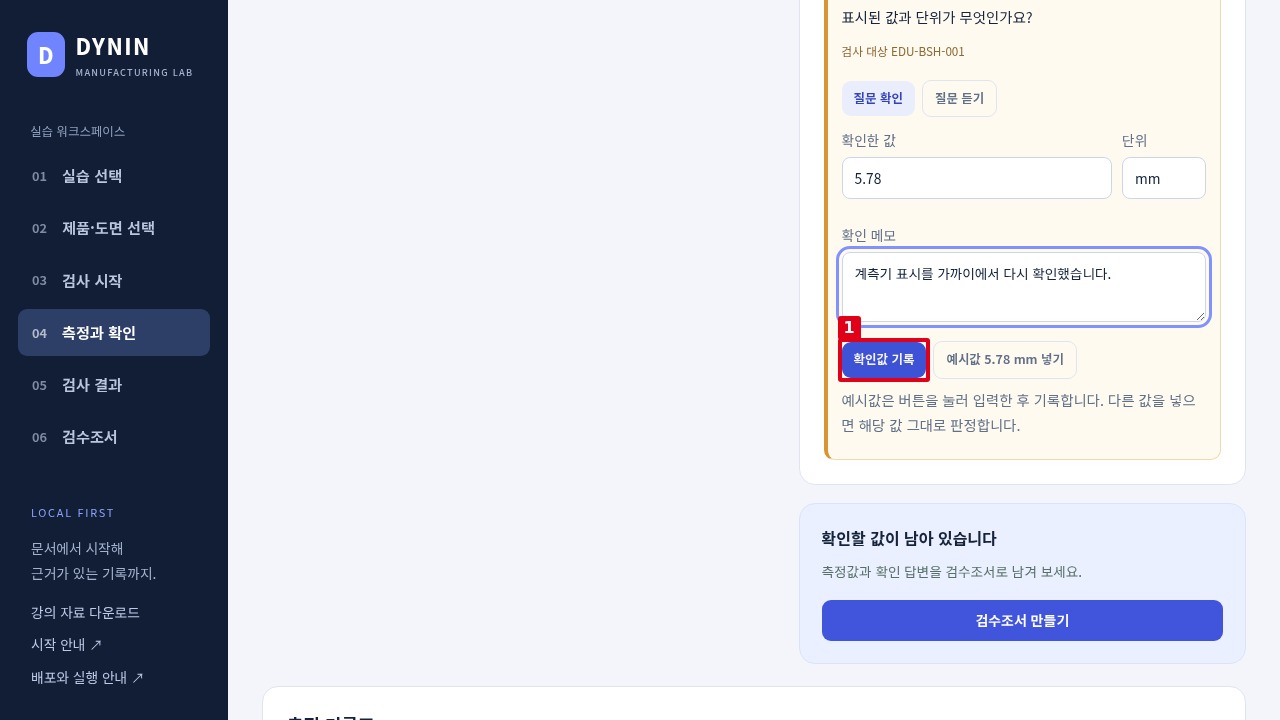 D
DYNIN
MANUFACTURING LAB
실습 워크스페이스
01 실습 선택
02 제품·도면 선택
03 검사 시작
04 측정과 확인
05 검사 결과
06 검수조서
LOCAL FIRST
문서에서 시작해
근거가 있는 기록까지.
강의 자료 다운로드
시작 안내 ↗
배포와 실행 안내 ↗
표시된 값과 단위가 무엇인가요?
검사 대상 EDU-BSH-001
질문 확인 질문 듣기
확인한 값 단위
5.78 mm
확인 메모
계측기 표시를 가까이에서 다시 확인했습니다.
1
확인값 기록 예시값 5.78 mm 넣기
예시값은 버튼을 눌러 입력한 후 기록합니다. 다른 값을 넣으
면 해당 값 그대로 판정합니다.
확인할 값이 남아 있습니다
측정값과 확인 답변을 검수조서로 남겨 보세요.
검수조서 만들기